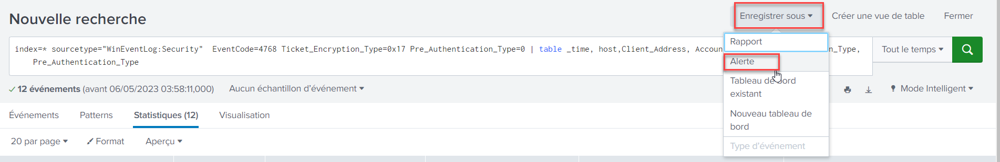 Nouvelle recherche
Enregistrer sous
Créer une vue de table
Fermer
index=* sourcetype="WinEventLog:Security"  EventCode=4768 Ticket_Encryption_Type=0x17 Pre_Authentication_Type=0 | table _time, host,Client_Address, Accoun
n_Type,
Pre_Authentication_Type
Tout le temps
Rapport
Alerte
Tableau de bord
existant
Nouveau tableau de
bord
Type d'événement
12 événements (avant 06/05/2023 03:58:11,000)
Aucun échantillon d'événement
Mode Intelligent
Événements
Patterns
Statistiques (12)
Visualisation
20 par page
Format
Aperçu